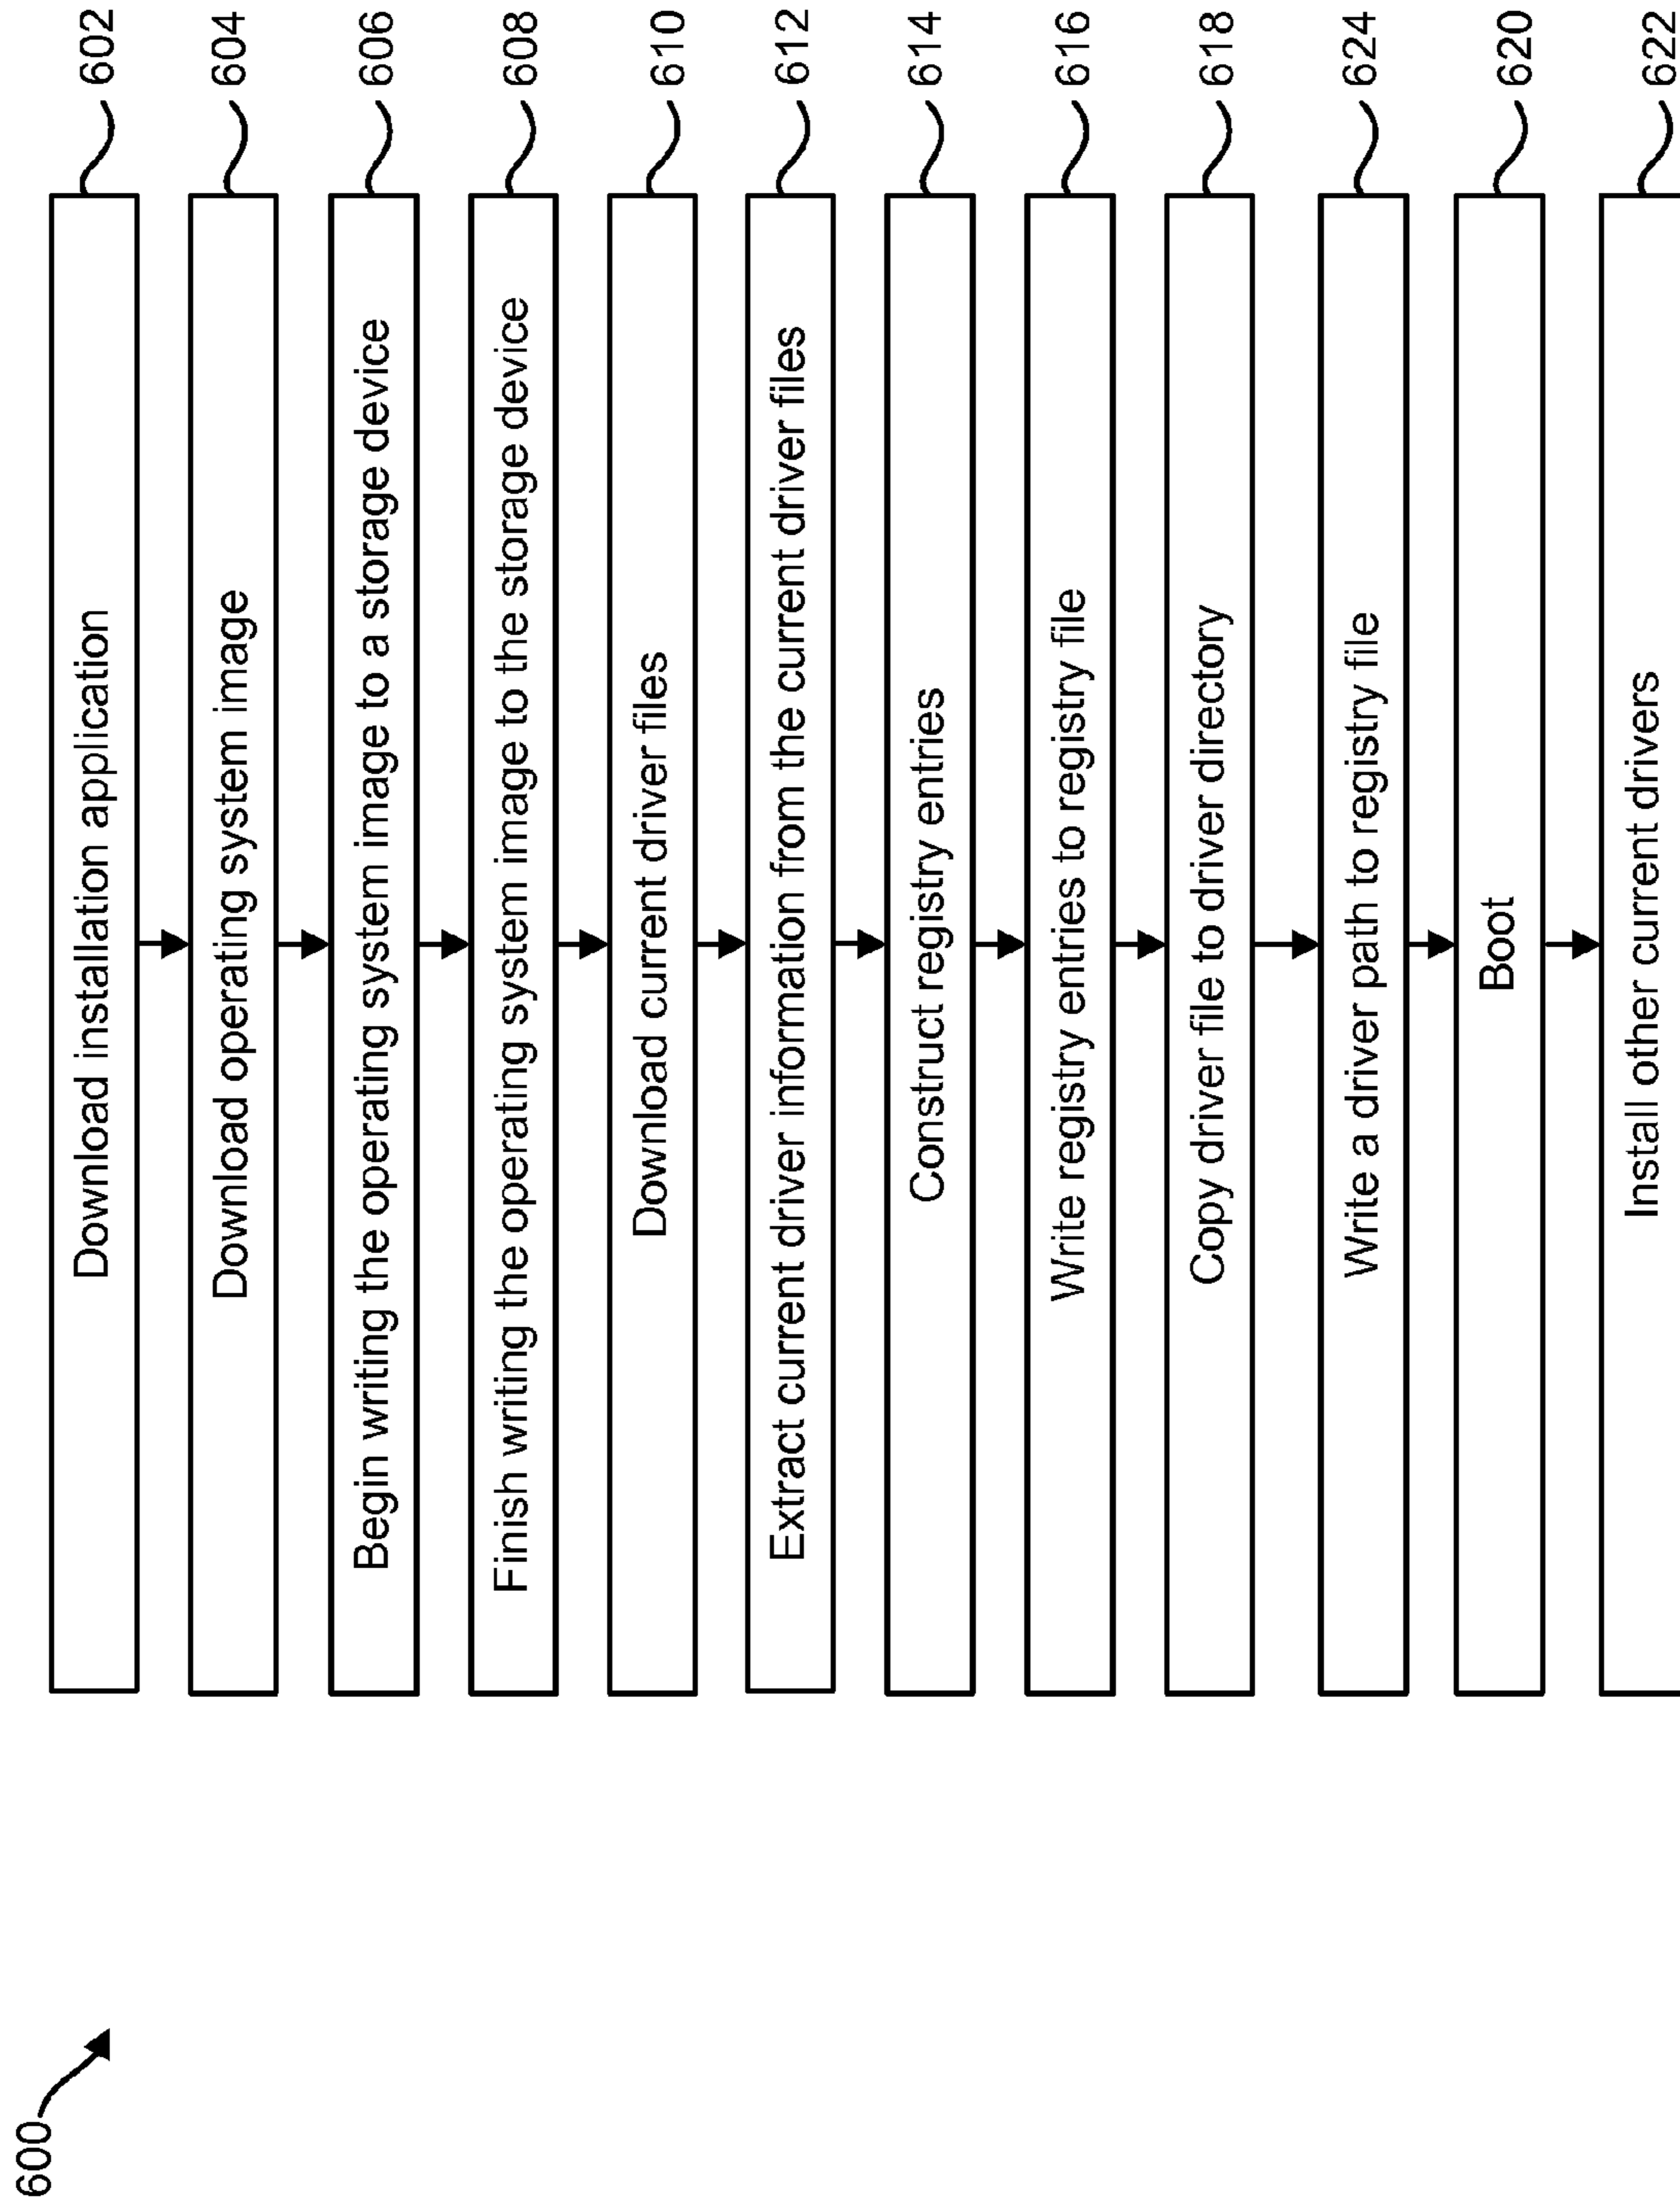 600
Download installation application
602
Download operating system image
604
Begin writing the operating system image to a storage device
606
Finish writing the operating system image to the storage device
608
Download current driver files
610
Extract current driver information from the current driver files
612
Construct registry entries
614
Write registry entries to registry file
616
Copy driver file to driver directory
618
Write a driver path to registry file
624
Boot
620
Install other current drivers
622